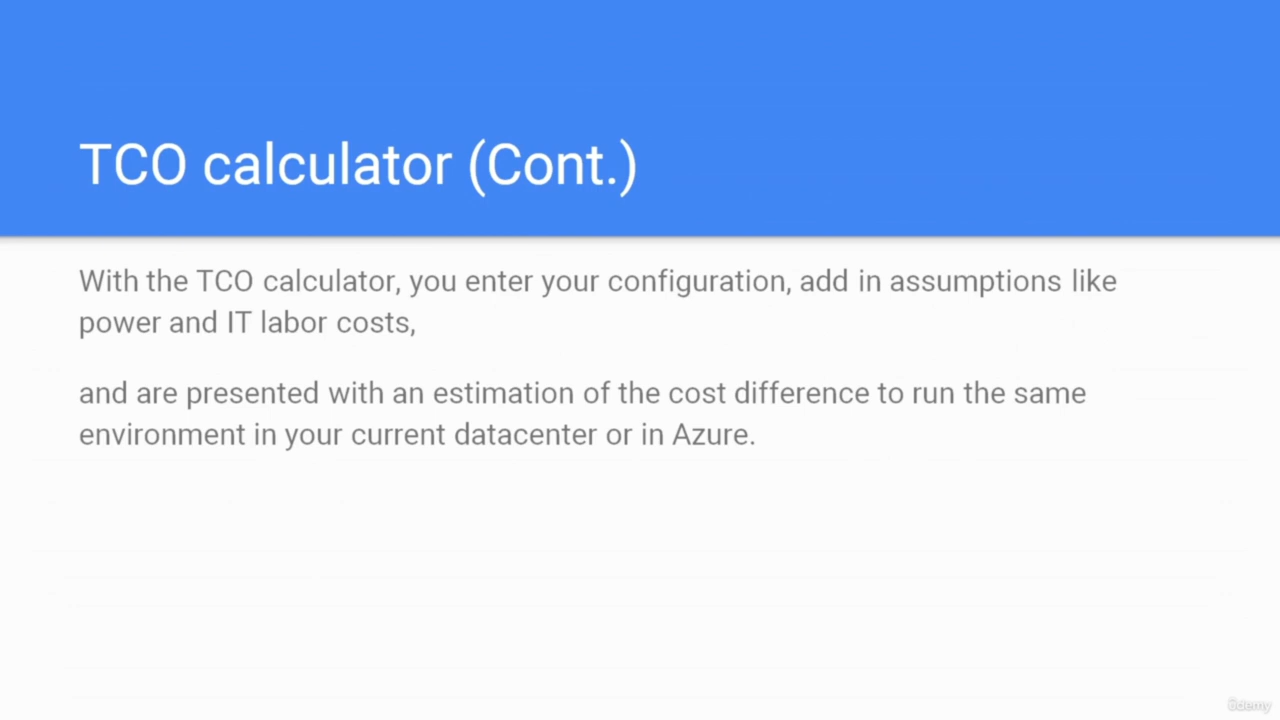 TCO calculator (Cont.)
With the TCO calculator, you enter your configuration, add in assumptions like
power and IT labor costs,
and are presented with an estimation of the cost difference to run the same
environment in your current datacenter or in Azure.
ûdemy